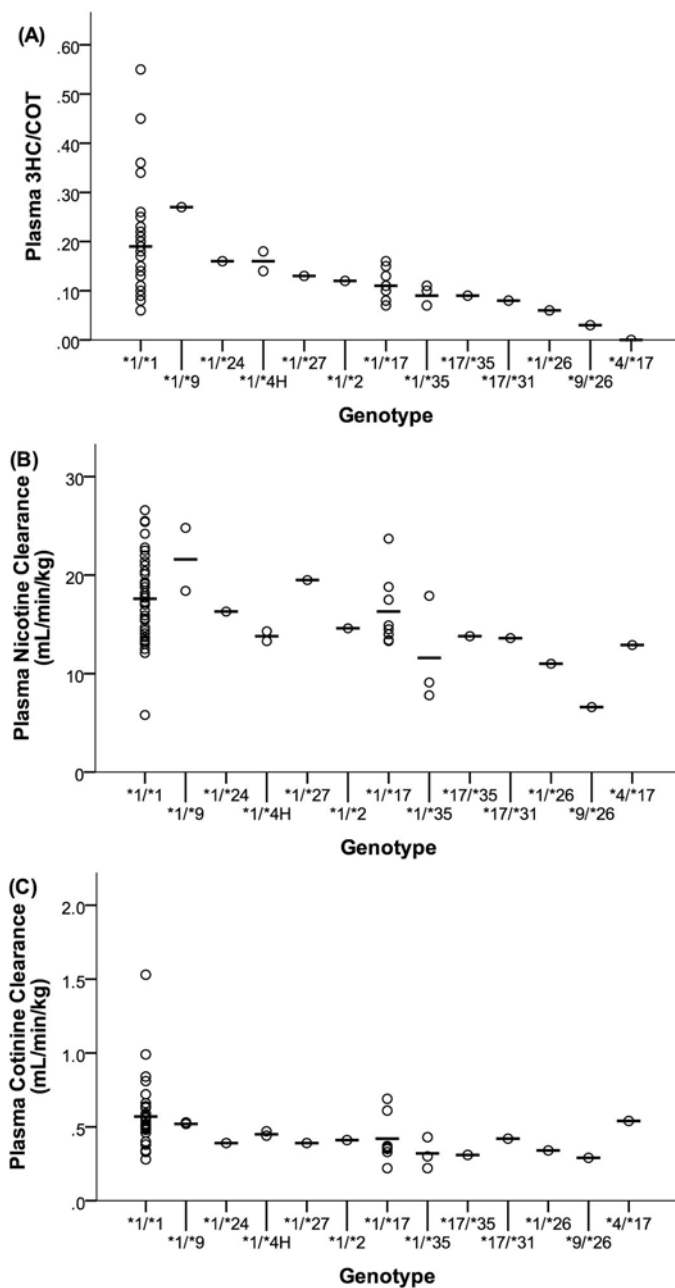 (A)
Plasma 3HC/COT
.60
.50
.40
.30
.20
.10
.00
*1/*1 *1/*24 *1/*27 *1/*17 *17/*35 *1/*26 *4/*17
*1/*9 *1/*4H *1/*2 *1/*35 *17/*31 *9/*26
Genotype
(B)
Plasma Nicotine Clearance
(mL/min/kg)
30
20
10
0
*1/*1 *1/*24 *1/*27 *1/*17 *17/*35 *1/*26 *4/*17
*1/*9 *1/*4H *1/*2 *1/*35 *17/*31 *9/*26
Genotype
(C)
Plasma Cotinine Clearance
(mL/min/kg)
2.0
1.5
1.0
.5
.0
*1/*1 *1/*24 *1/*27 *1/*17 *17/*35 *1/*26 *4/*17
*1/*9 *1/*4H *1/*2 *1/*35 *17/*31 *9/*26
Genotype